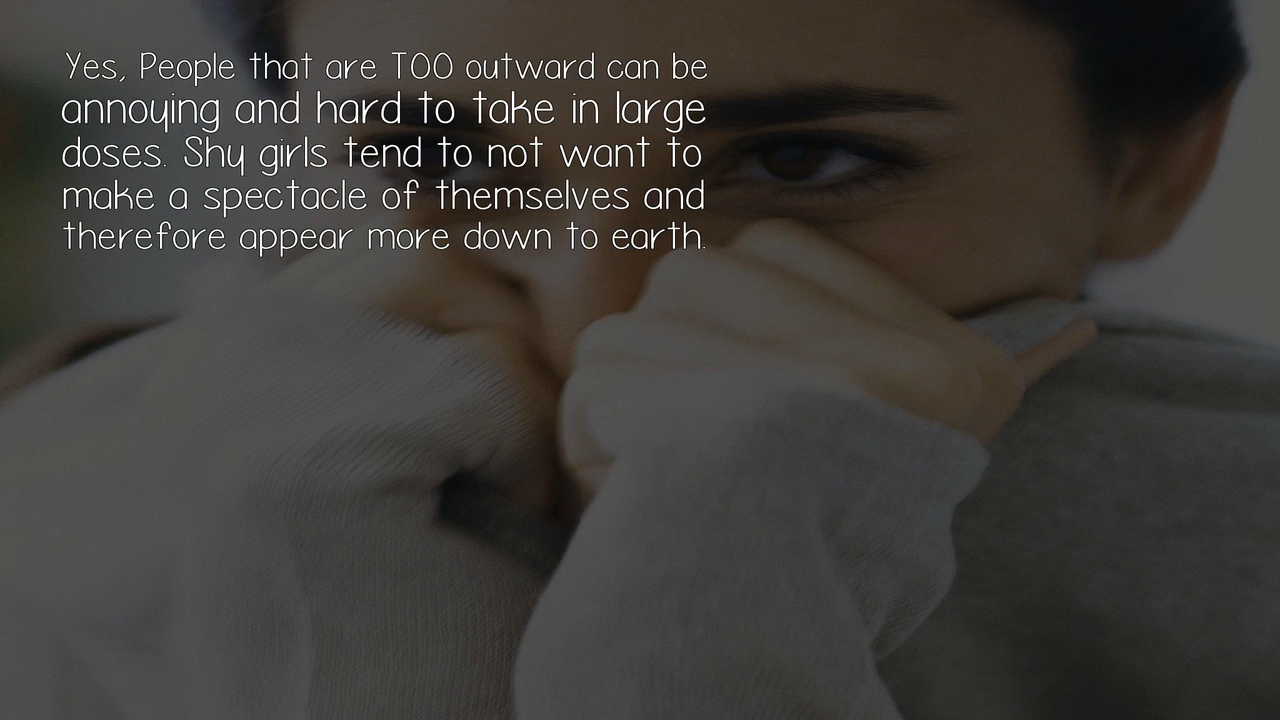 Yes, People that are TOO outward can be
annoying and hard to take in large
doses. Shy girls tend to not want to
make a spectacle of themselves and
therefore appear more down to earth.